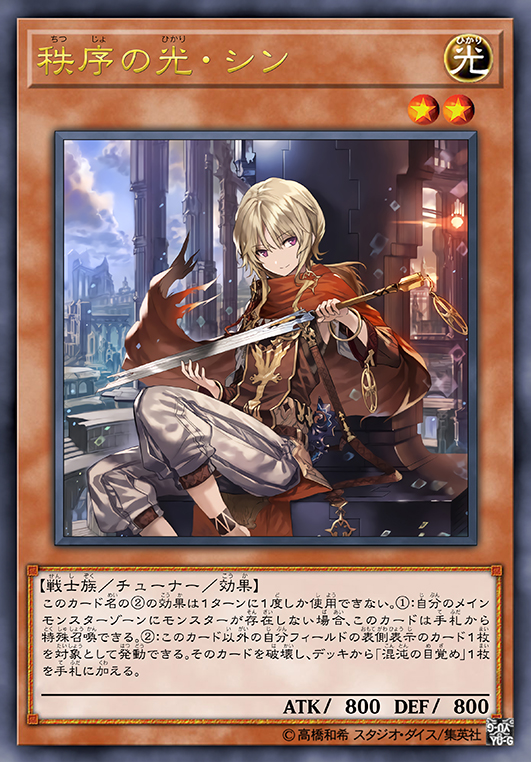 秩序の光・シン
光
【戦士族／チューナー／効果】
このカード名の②の効果は1ターンに1度しか使用できない。①：自分のメイン
モンスターゾーンにモンスターが存在しない場合、このカードは手札から
特殊召喚できる。②：このカード以外の自分フィールドの表側表示のカード1枚
を対象として発動できる。そのカードを破壊し、デッキから「混沌の目覚め」1枚
を手札に加える。
ATK/ 800 DEF/ 800
©高橋和希 スタジオ・ダイス/集英社